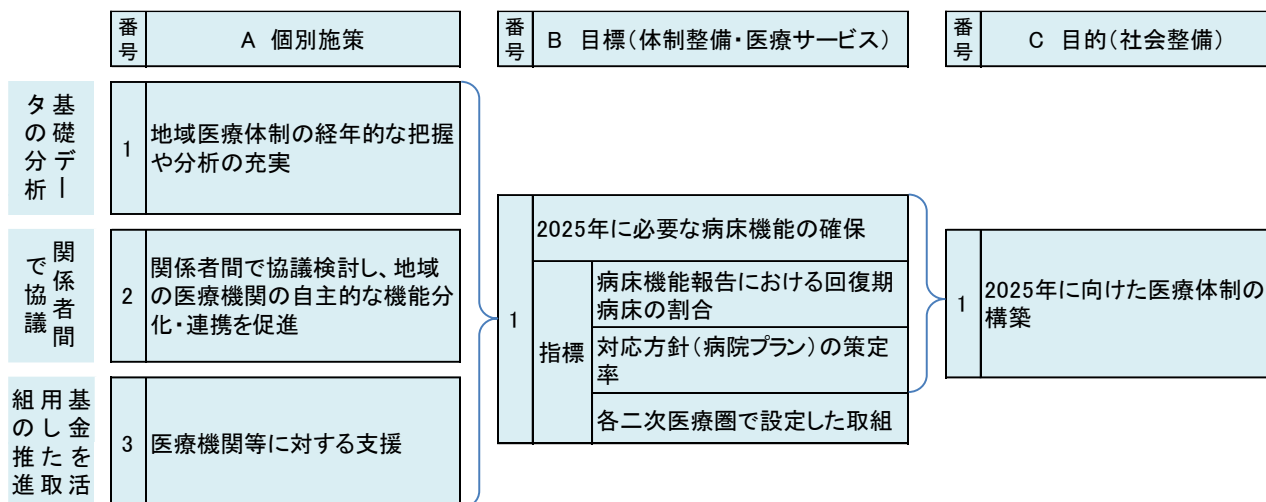 番号
A 個別施策
番号
B 目標(体制整備・医療サービス)
番号
C 目的(社会整備)
基礎デー
タの分析
1
地域医療体制の経年的な把握
や分析の充実
関係者間
で協議
2
関係者間で協議検討し、地域
の医療機関の自主的な機能分
化・連携を促進
基金を活
用した取
組の推進
3
医療機関等に対する支援
1
2025年に必要な病床機能の確保
指標
病床機能報告における回復期
病床の割合
対応方針(病院プラン)の策定
率
各二次医療圏で設定した取組
1
2025年に向けた医療体制の
構築